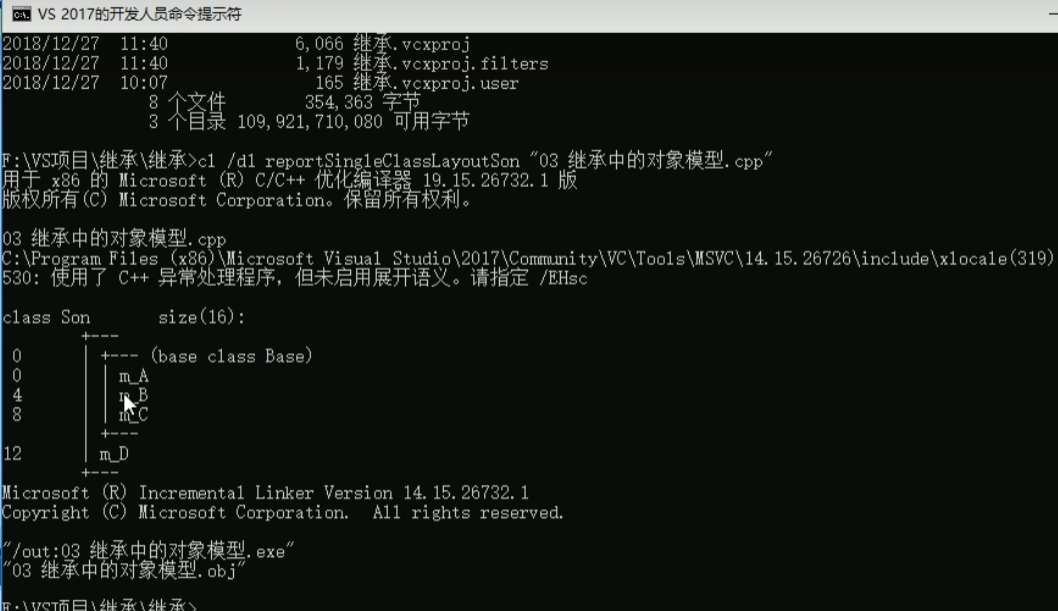 VS 2017的开发人员命令提示符
2018/12/27  11:40             6,066 继承.vcxproj
2018/12/27  11:40             1,179 继承.vcxproj.filters
2018/12/27  10:07               165 继承.vcxproj.user
8 个文件        354,363 字节
3 个目录 109,921,710,080 可用字节
F:\VS项目\继承\继承>cl /d1 reportSingleClassLayoutSon "03 继承中的对象模型.cpp"
用于 x86 的 Microsoft (R) C/C++ 优化编译器 19.15.26732.1 版
版权所有(C) Microsoft Corporation。保留所有权利。
03 继承中的对象模型.cpp
C:\Program Files (x86)\Microsoft Visual Studio\2017\Community\VC\Tools\MSVC\14.15.26726\include\xlocale(319)
530: 使用了 C++ 异常处理程序，但未启用展开语义。请指定 /EHsc
class Son       size(16):
        +---
 0      | +--- (base class Base)
 0      | | m_A
 4      | | m_B
 8      | | m_C
        | +---
12      | m_D
        +---
Microsoft (R) Incremental Linker Version 14.15.26732.1
Copyright (C) Microsoft Corporation.  All rights reserved.
"/out:03 继承中的对象模型.exe"
"03 继承中的对象模型.obj"
F:\VS项目\继承\继承>